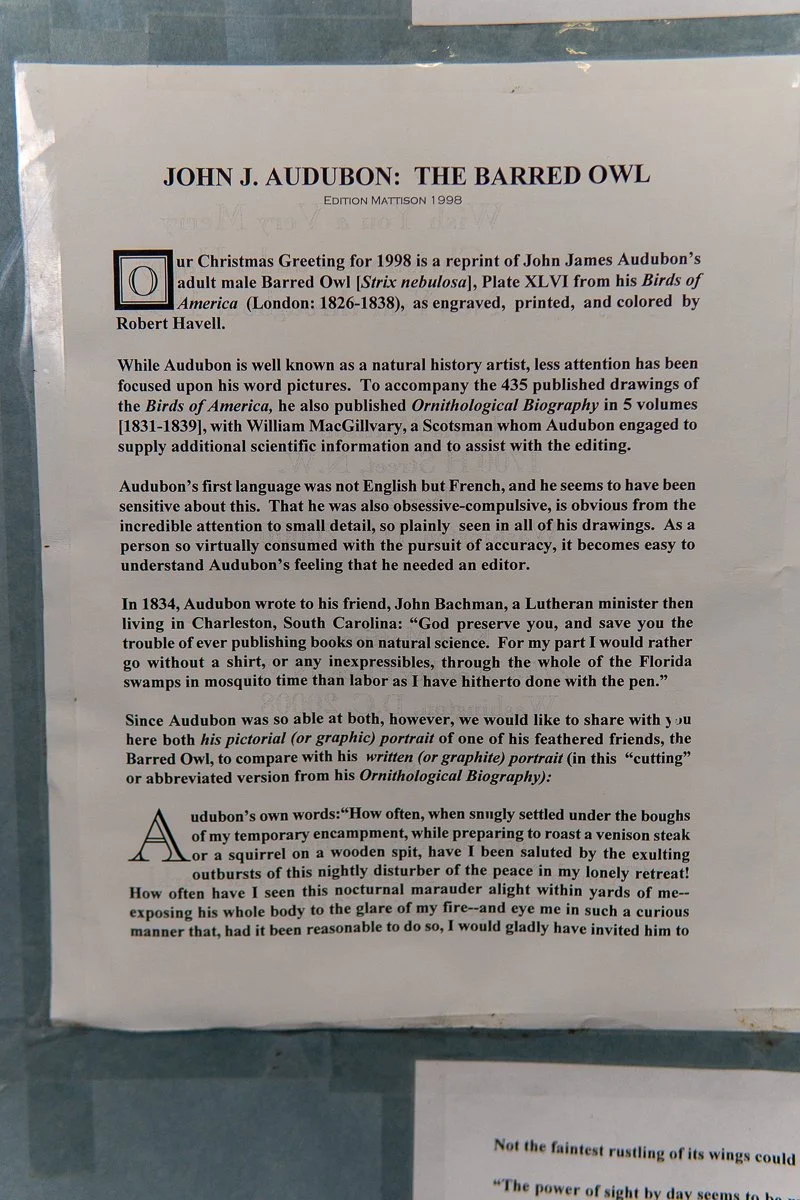 JOHN J. AUDUBON: THE BARRED OWL
EDITION MATTISON 1998
Our Christmas Greeting for 1998 is a reprint of John James Audubon's
adult male Barred Owl [Strix nebulosa], Plate XLVI from his Birds of
America (London: 1826-1838), as engraved, printed, and colored by
Robert Havell.
While Audubon is well known as a natural history artist, less attention has been
focused upon his word pictures. To accompany the 435 published drawings of
the Birds of America, he also published Ornithological Biography in 5 volumes
[1831-1839], with William MacGillvary, a Scotsman whom Audubon engaged to
supply additional scientific information and to assist with the editing.
Audubon's first language was not English but French, and he seems to have been
sensitive about this. That he was also obsessive-compulsive, is obvious from the
incredible attention to small detail, so plainly seen in all of his drawings. As a
person so virtually consumed with the pursuit of accuracy, it becomes easy to
understand Audubon's feeling that he needed an editor.
In 1834, Audubon wrote to his friend, John Bachman, a Lutheran minister then
living in Charleston, South Carolina: "God preserve you, and save you the
trouble of ever publishing books on natural science. For my part I would rather
go without a shirt, or any inexpressibles, through the whole of the Florida
swamps in mosquito time than labor as I have hitherto done with the pen."
Since Audubon was so able at both, however, we would like to share with you
here both his pictorial (or graphic) portrait of one of his feathered friends, the
Barred Owl, to compare with his written (or graphite) portrait (in this "cutting"
or abbreviated version from his Ornithological Biography):
Audubon's own words:"How often, when snugly settled under the boughs
of my temporary encampment, while preparing to roast a venison steak
or a squirrel on a wooden spit, have I been saluted by the exulting
outbursts of this nightly disturber of the peace in my lonely retreat!
How often have I seen this nocturnal marauder alight within yards of me--
exposing his whole body to the glare of my fire--and eye me in such a curious
manner that, had it been reasonable to do so, I would gladly have invited him to
Not the faintest rustling of its wings could
"The power of sight by day seems to be